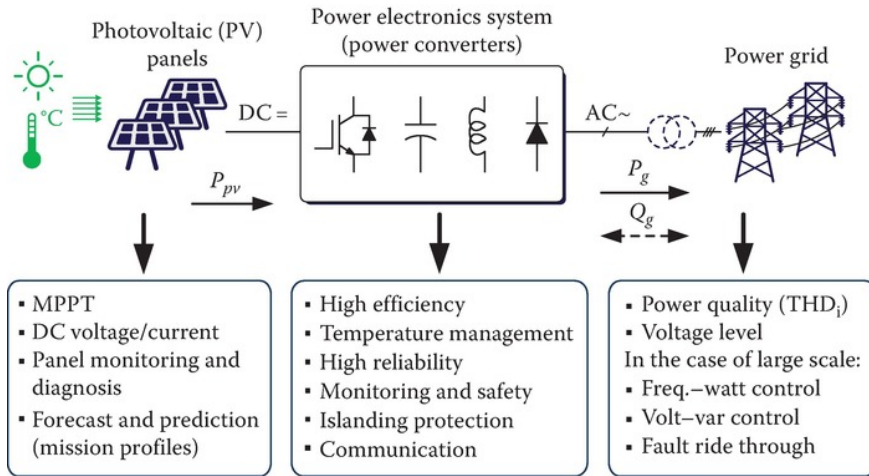 Photovoltaic (PV)
panels
Power electronics system
(power converters)
Power grid
°C
DC =
AC~
P_pv
P_g
Q_g
▪ MPPT
▪ DC voltage/current
▪ Panel monitoring and
diagnosis
▪ Forecast and prediction
(mission profiles)
▪ High efficiency
▪ Temperature management
▪ High reliability
▪ Monitoring and safety
▪ Islanding protection
▪ Communication
▪ Power quality (THD_i)
▪ Voltage level
In the case of large scale:
▪ Freq.–watt control
▪ Volt–var control
▪ Fault ride through